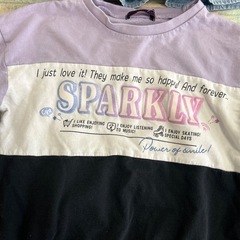 I just love it! They make me so happy And forever..
SPARKLY
I LIKE ENJOYING SHOPPING!
I ENJOY LISTENING TO MUSIC!
I ENJOY SKATING! SPECIAL DAYS
Power of smile!